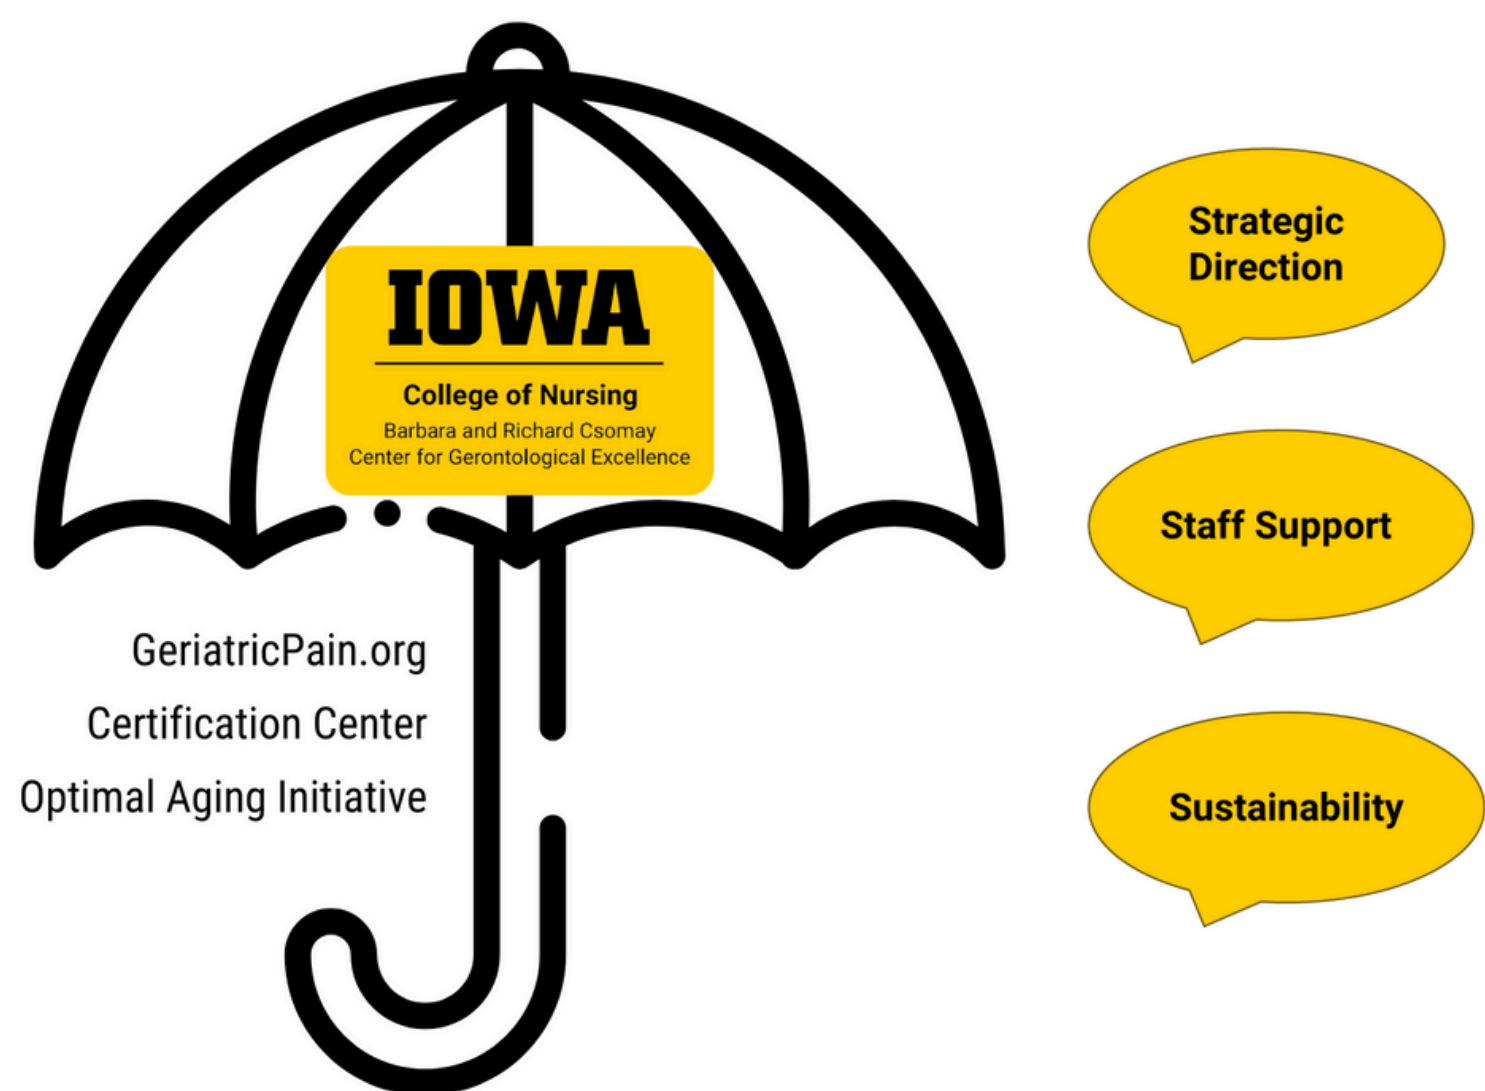 IOWA
College of Nursing
Barbara and Richard Csomay
Center for Gerontological Excellence
GeriatricPain.org
Certification Center
Optimal Aging Initiative
Strategic
Direction
Staff Support
Sustainability